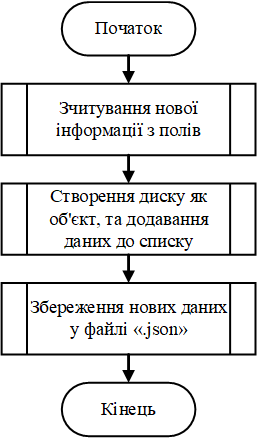 Початок
Зчитування нової
інформації з полів
Створення диску як
об'єкт, та додавання
даних до списку
Збереження нових даних
у файлі «.json»
Кінець